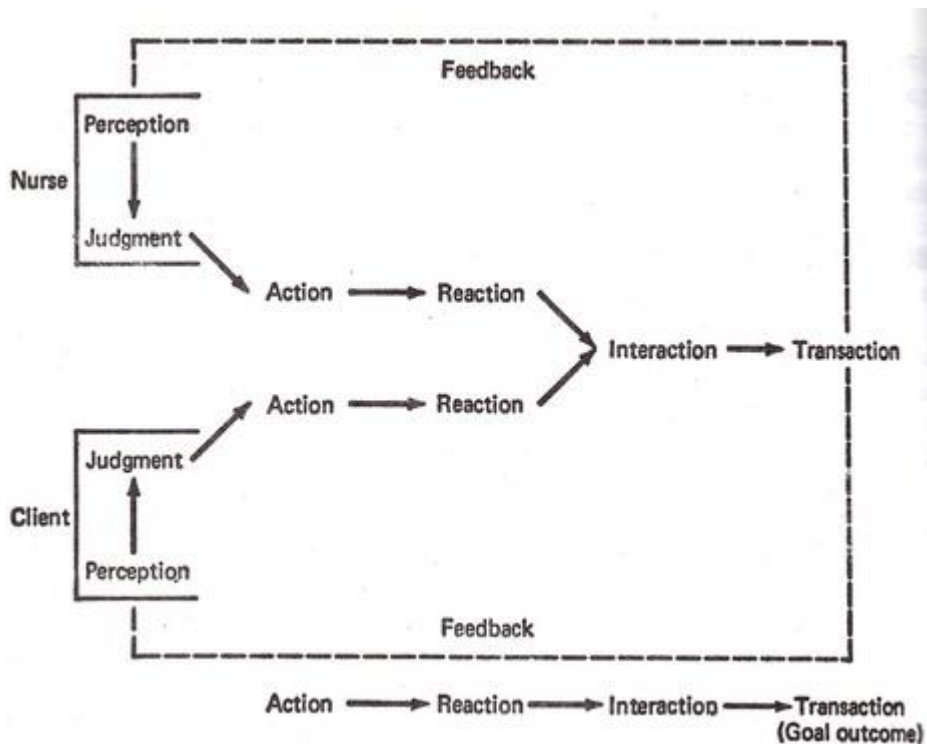 Feedback
Perception
Nurse
Judgment
Action Reaction
Interaction Transaction
Action Reaction
Judgment
Client
Perception
Feedback
Action Reaction Interaction Transaction
(Goal outcome)